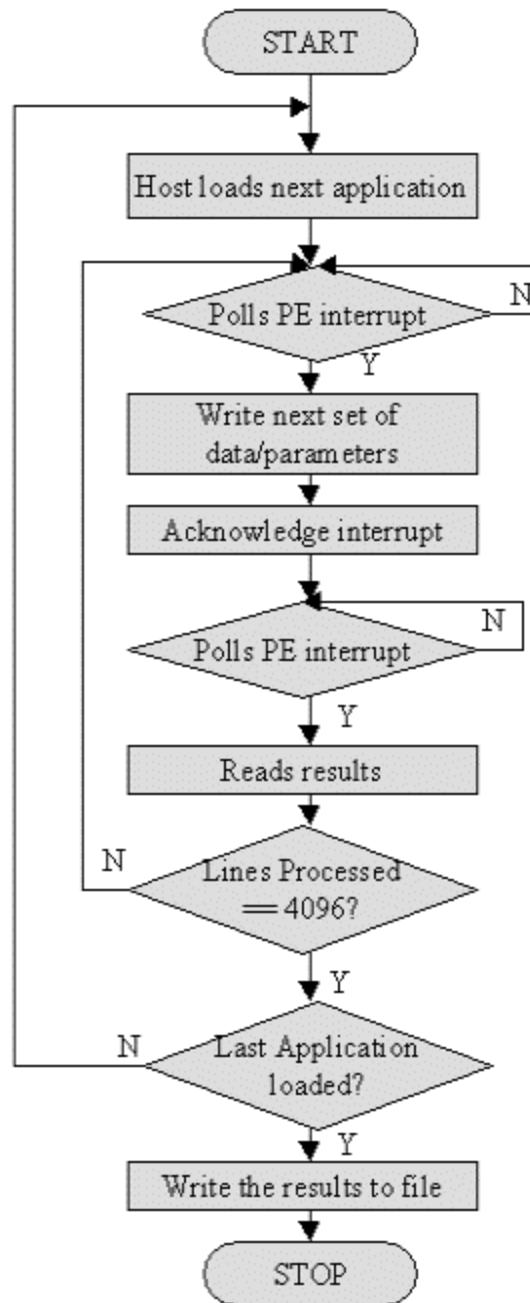 START
Host loads next application
Polls PE interrupt
N
Y
Write next set of
data/parameters
Acknowledge interrupt
N
Polls PE interrupt
Y
Reads results
N
Lines Processed
== 4096?
Y
N
Last Application
loaded?
Y
Write the results to file
STOP